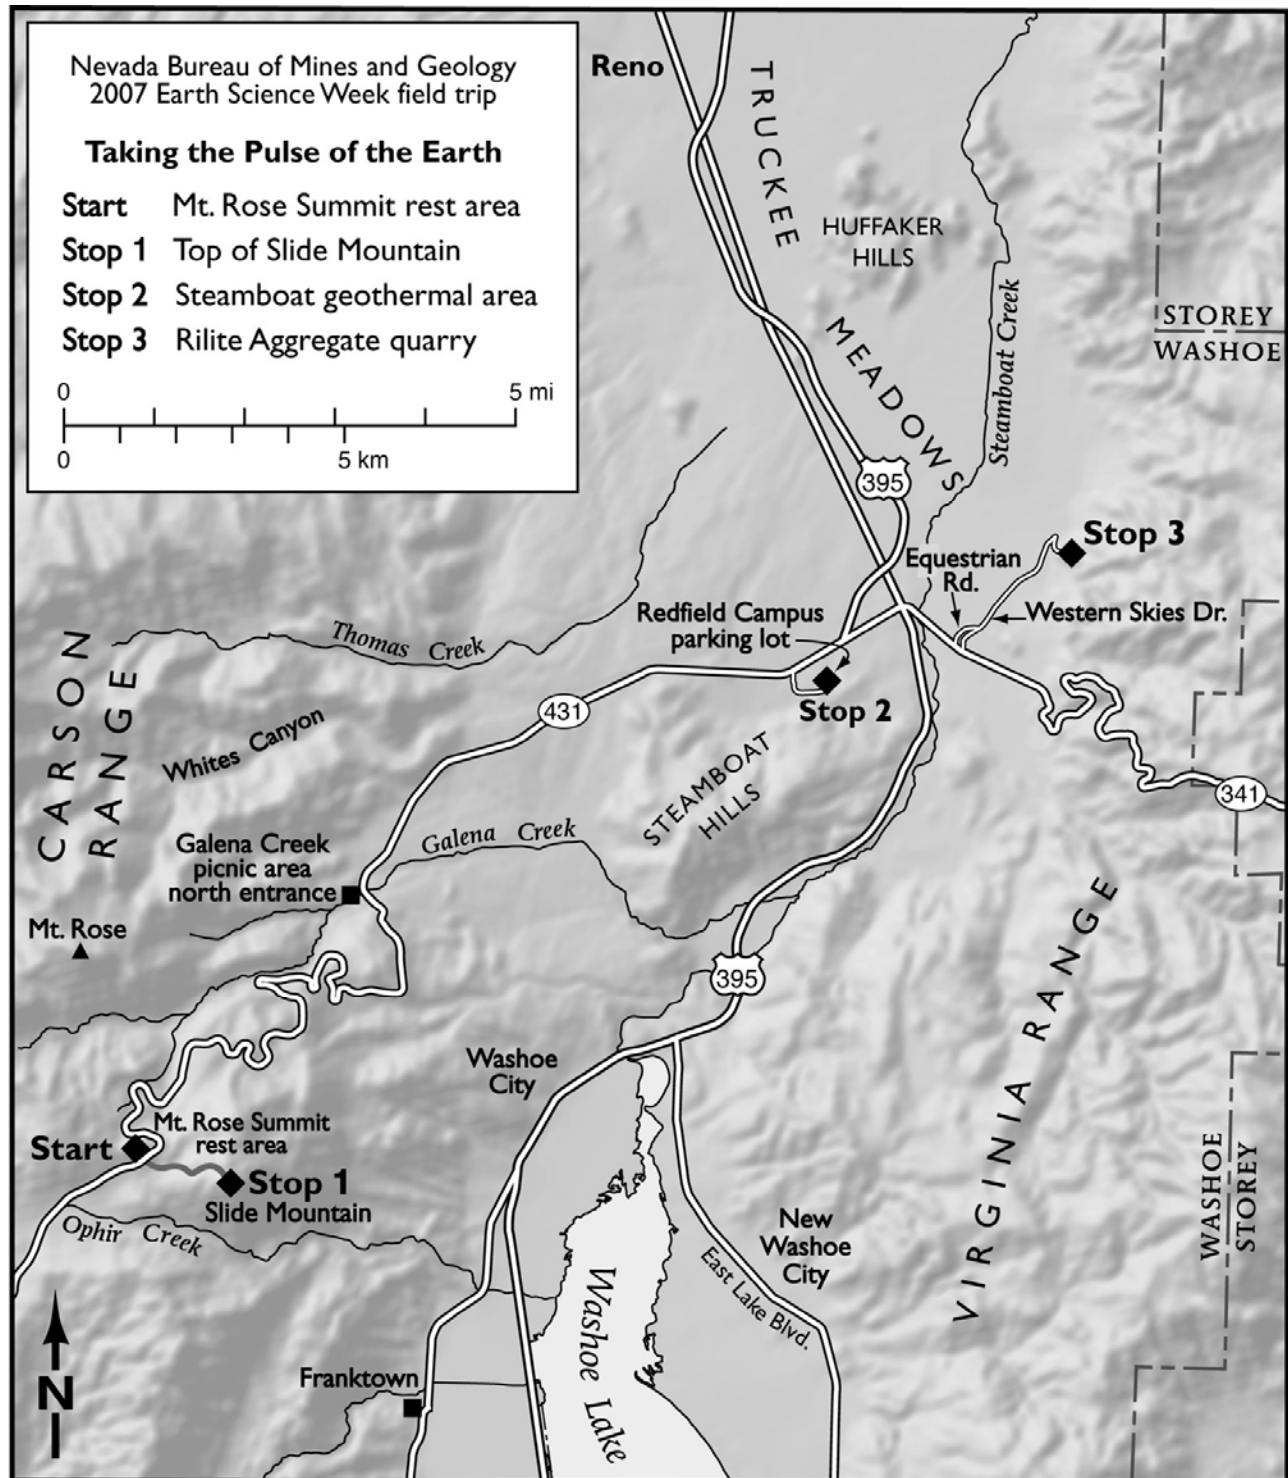 Nevada Bureau of Mines and Geology
2007 Earth Science Week field trip
Taking the Pulse of the Earth
Start Mt. Rose Summit rest area
Stop 1 Top of Slide Mountain
Stop 2 Steamboat geothermal area
Stop 3 Rilite Aggregate quarry
0 5 mi
0 5 km
Reno
TRUCKEE
MEADOWS
HUFFAKER
HILLS
Steamboat Creek
STOREY
WASHOE
395
Stop 3
Equestrian
Rd.
Western Skies Dr.
Redfield Campus
parking lot
Stop 2
Thomas Creek
431
CARSON
RANGE
Whites Canyon
STEAMBOAT
HILLS
341
Galena Creek
Galena Creek
picnic area
north entrance
Mt. Rose
395
VIRGINIA RANGE
Washoe
City
Mt. Rose Summit
rest area
Start
Stop 1
Slide Mountain
Ophir Creek
New
Washoe
City
East Lake Blvd.
WASHOE
STOREY
Washoe Lake
Franktown
N